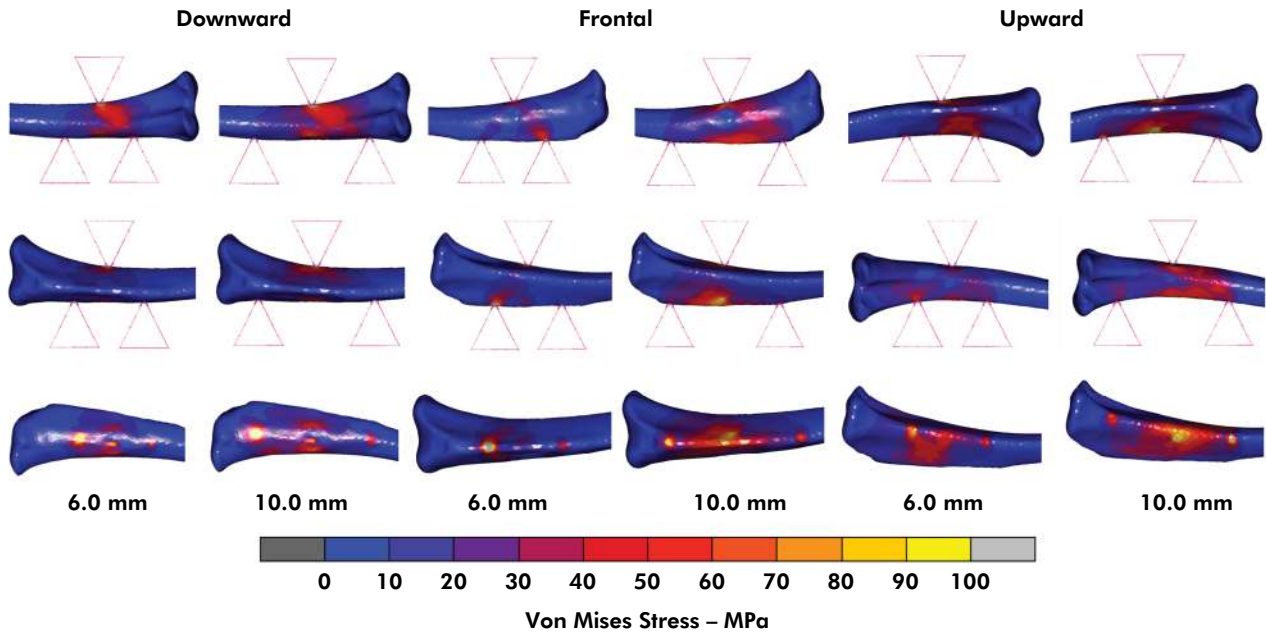 Downward Frontal Upward
6.0 mm 10.0 mm 6.0 mm 10.0 mm 6.0 mm 10.0 mm
0 10 20 30 40 50 60 70 80 90 100
Von Mises Stress – MPa